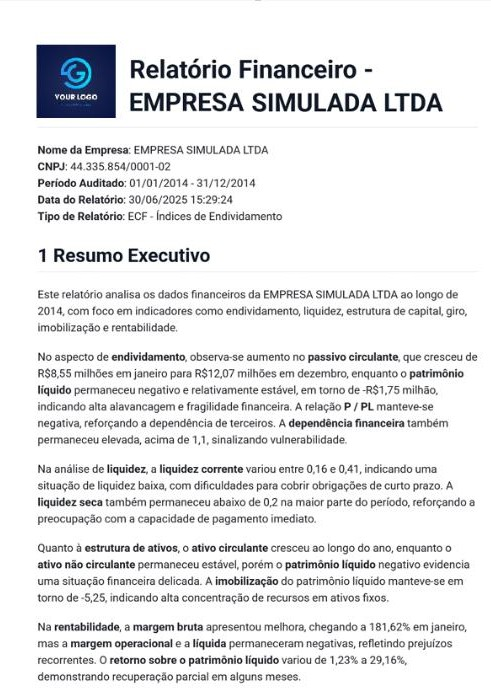 YOUR LOGO
Relatório Financeiro -
EMPRESA SIMULADA LTDA
Nome da Empresa: EMPRESA SIMULADA LTDA
CNPJ: 44.335.854/0001-02
Período Auditado: 01/01/2014 - 31/12/2014
Data do Relatório: 30/06/2025 15:29:24
Tipo de Relatório: ECF - Índices de Endividamento
1 Resumo Executivo
Este relatório analisa os dados financeiros da EMPRESA SIMULADA LTDA ao longo de
2014, com foco em indicadores como endividamento, liquidez, estrutura de capital, giro,
imobilização e rentabilidade.
No aspecto de endividamento, observa-se aumento no passivo circulante, que cresceu de
R$8,55 milhões em janeiro para R$12,07 milhões em dezembro, enquanto o patrimônio
líquido permaneceu negativo e relativamente estável, em torno de -R$1,75 milhão,
indicando alta alavancagem e fragilidade financeira. A relação P / PL manteve-se
negativa, reforçando a dependência de terceiros. A dependência financeira também
permaneceu elevada, acima de 1,1, sinalizando vulnerabilidade.
Na análise de liquidez, a liquidez corrente variou entre 0,16 e 0,41, indicando uma
situação de liquidez baixa, com dificuldades para cobrir obrigações de curto prazo. A
liquidez seca também permaneceu abaixo de 0,2 na maior parte do período, reforçando a
preocupação com a capacidade de pagamento imediato.
Quanto à estrutura de ativos, o ativo circulante cresceu ao longo do ano, enquanto o
ativo não circulante permaneceu estável, porém o patrimônio líquido negativo evidencia
uma situação financeira delicada. A imobilização do patrimônio líquido manteve-se em
torno de -5,25, indicando alta concentração de recursos em ativos fixos.
Na rentabilidade, a margem bruta apresentou melhora, chegando a 181,62% em janeiro,
mas a margem operacional e a líquida permaneceram negativas, refletindo prejuízos
recorrentes. O retorno sobre o patrimônio líquido variou de 1,23% a 29,16%,
demonstrando recuperação parcial em alguns meses.